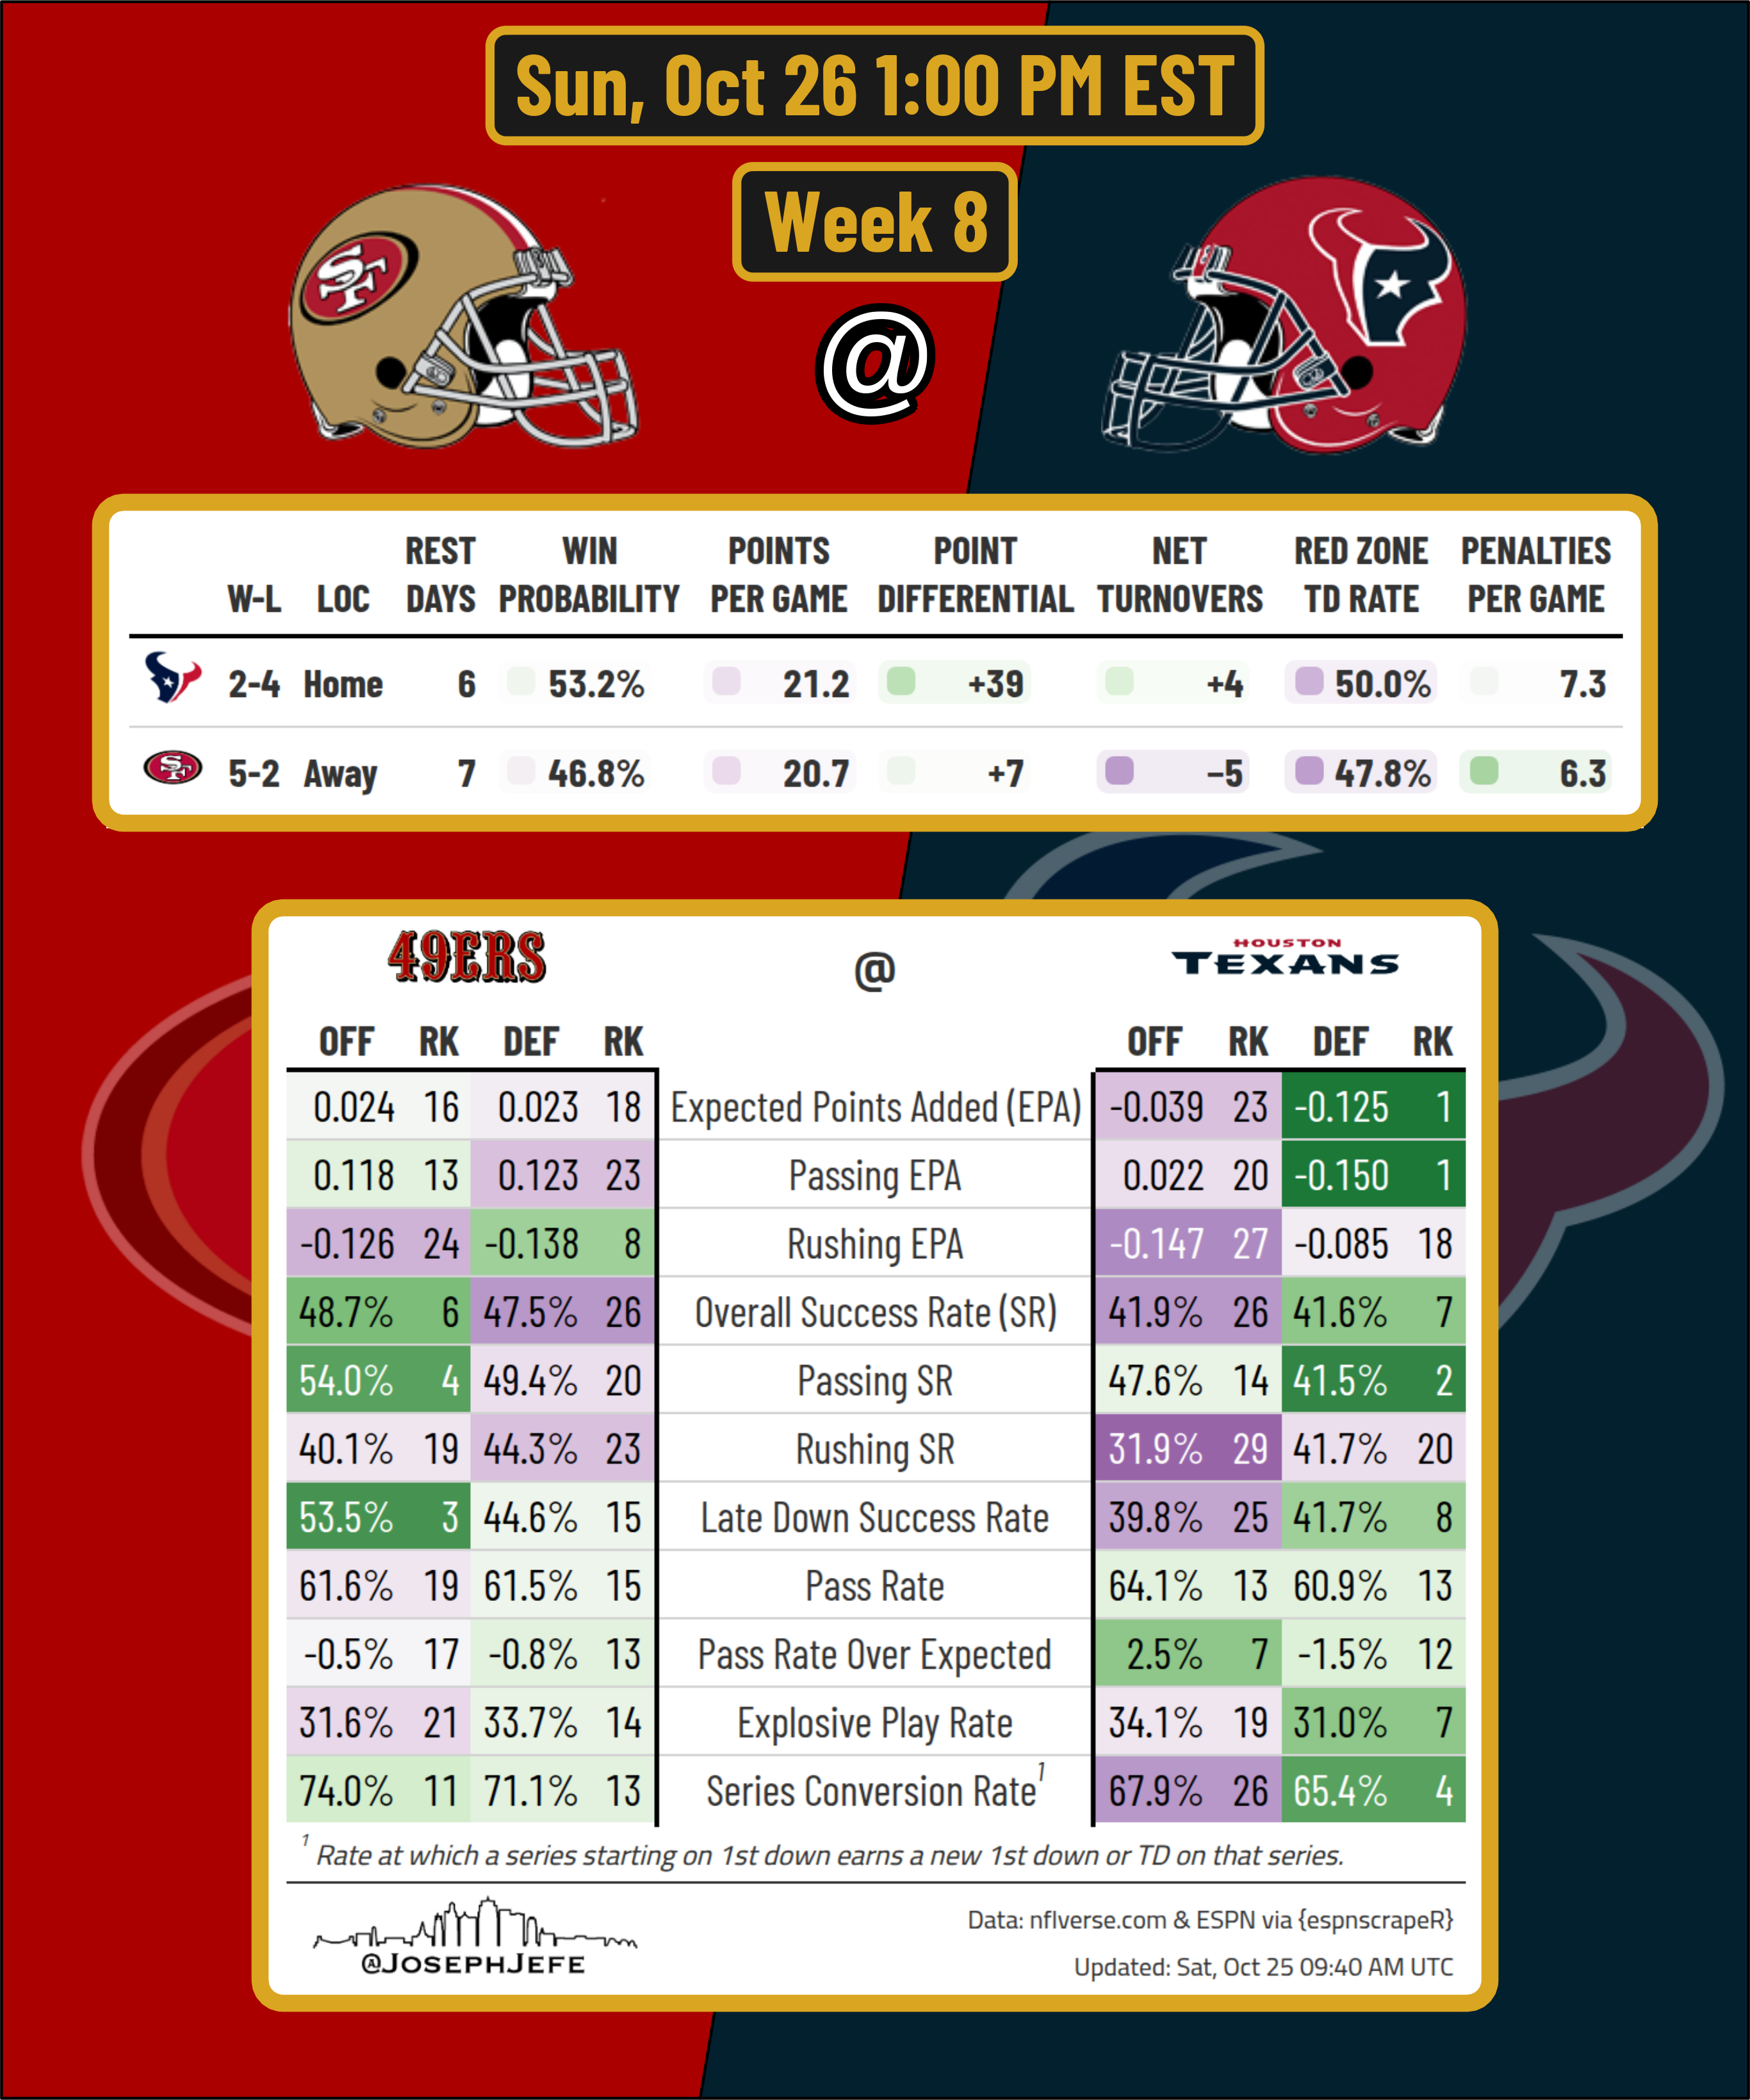 Sun, Oct 26 1:00 PM EST
Week 8
SF
@
REST WIN POINTS POINT NET RED ZONE PENALTIES
W-L LOC DAYS PROBABILITY PER GAME DIFFERENTIAL TURNOVERS TD RATE PER GAME
2-4 Home 6 53.2% 21.2 +39 +4 50.0% 7.3
SF 5-2 Away 7 46.8% 20.7 +7 −5 47.8% 6.3
49ERS @ HOUSTON TEXANS
OFF RK DEF RK OFF RK DEF RK
0.024 16 0.023 18 Expected Points Added (EPA) -0.039 23 -0.125 1
0.118 13 0.123 23 Passing EPA 0.022 20 -0.150 1
-0.126 24 -0.138 8 Rushing EPA -0.147 27 -0.085 18
48.7% 6 47.5% 26 Overall Success Rate (SR) 41.9% 26 41.6% 7
54.0% 4 49.4% 20 Passing SR 47.6% 14 41.5% 2
40.1% 19 44.3% 23 Rushing SR 31.9% 29 41.7% 20
53.5% 3 44.6% 15 Late Down Success Rate 39.8% 25 41.7% 8
61.6% 19 61.5% 15 Pass Rate 64.1% 13 60.9% 13
-0.5% 17 -0.8% 13 Pass Rate Over Expected 2.5% 7 -1.5% 12
31.6% 21 33.7% 14 Explosive Play Rate 34.1% 19 31.0% 7
74.0% 11 71.1% 13 Series Conversion Rate¹ 67.9% 26 65.4% 4
¹ Rate at which a series starting on 1st down earns a new 1st down or TD on that series.
Data: nflverse.com & ESPN via {espnscrapeR}
@JOSEPHJEFE
Updated: Sat, Oct 25 09:40 AM UTC